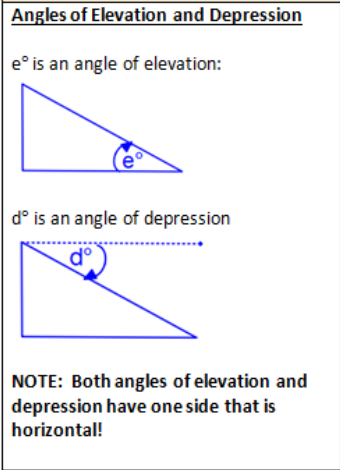 Angles of Elevation and Depression
e° is an angle of elevation:
e°
d° is an angle of depression
d°
NOTE: Both angles of elevation and
depression have one side that is
horizontal!